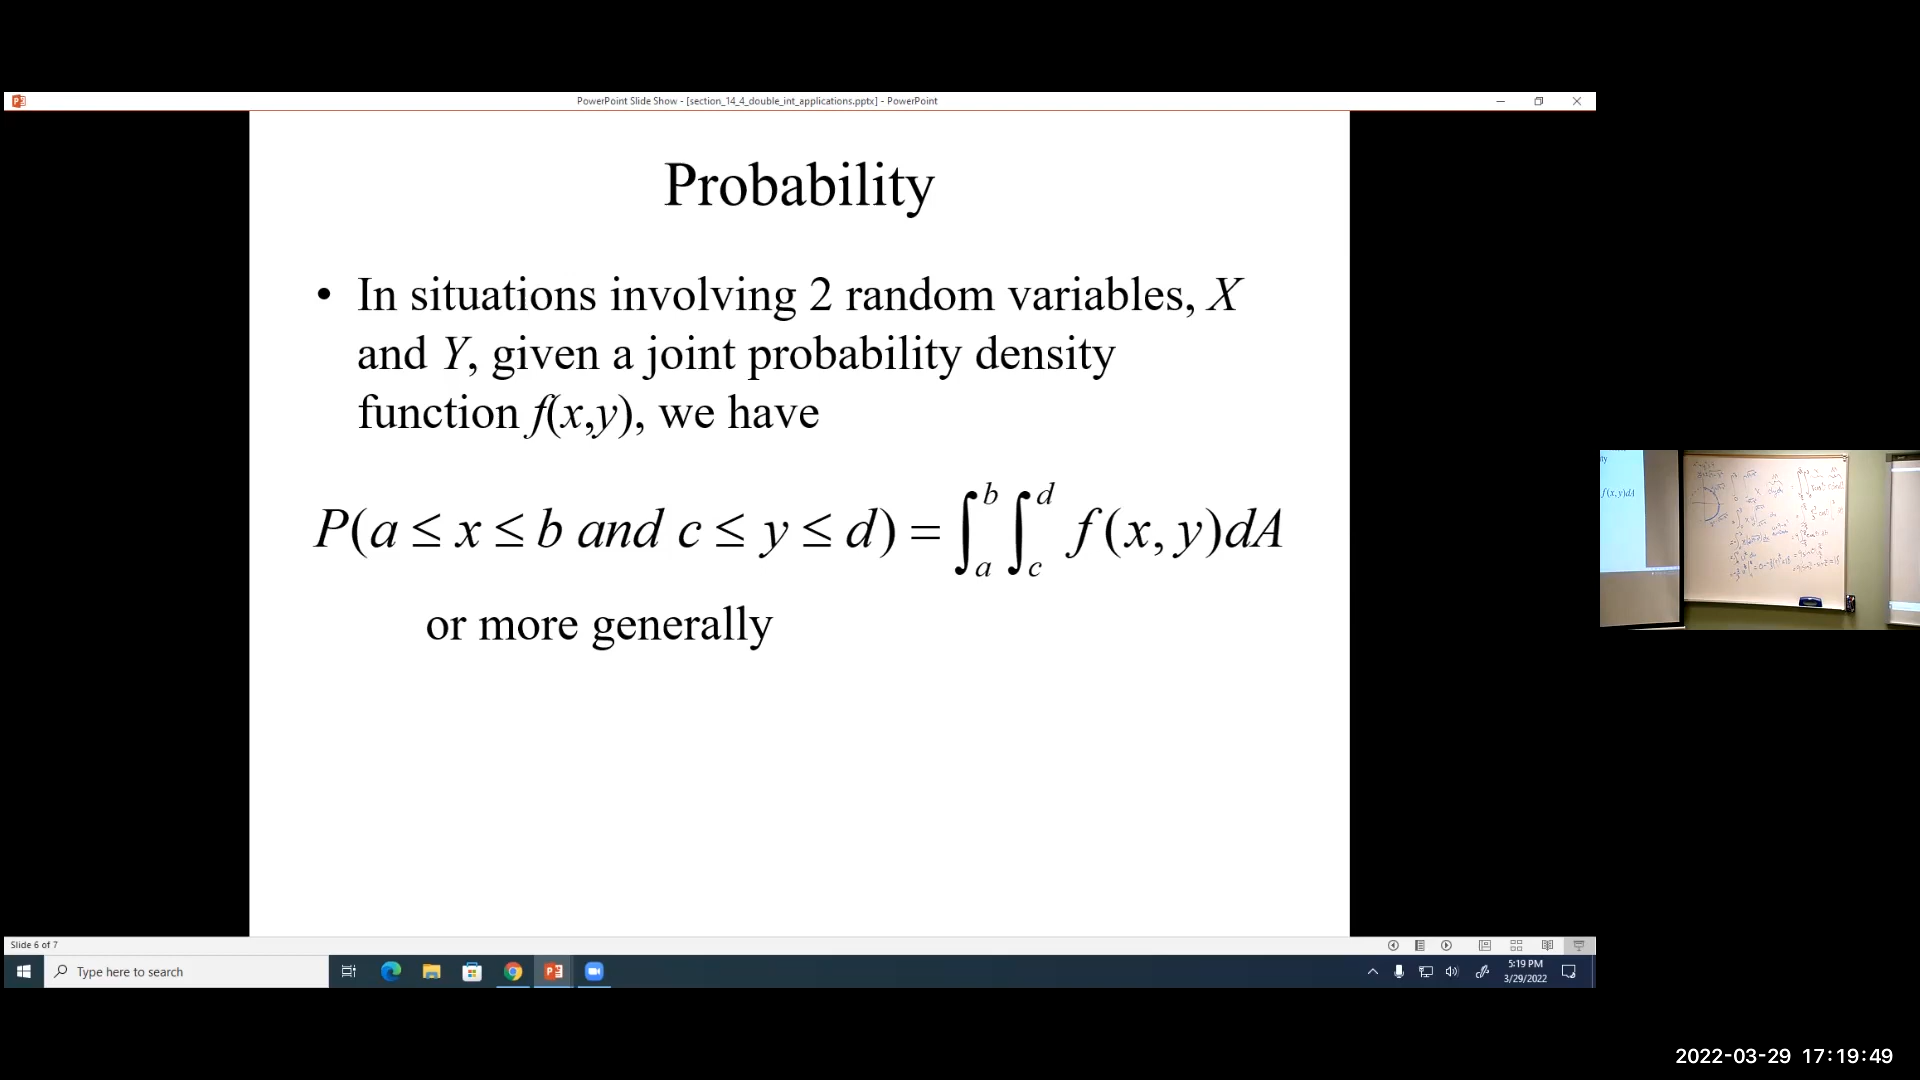 PowerPoint Slide Show - [section_14_4_double_int_applications.pptx] - PowerPoint
Probability
• In situations involving 2 random variables, X
and Y, given a joint probability density
function f(x,y), we have
P(a ≤ x ≤ b and c ≤ y ≤ d) = ∫_a^b ∫_c^d f(x, y)dA
or more generally
f(x, y)dA
Slide 6 of 7
Type here to search
5:19 PM
3/29/2022
2022-03-29 17:19:49